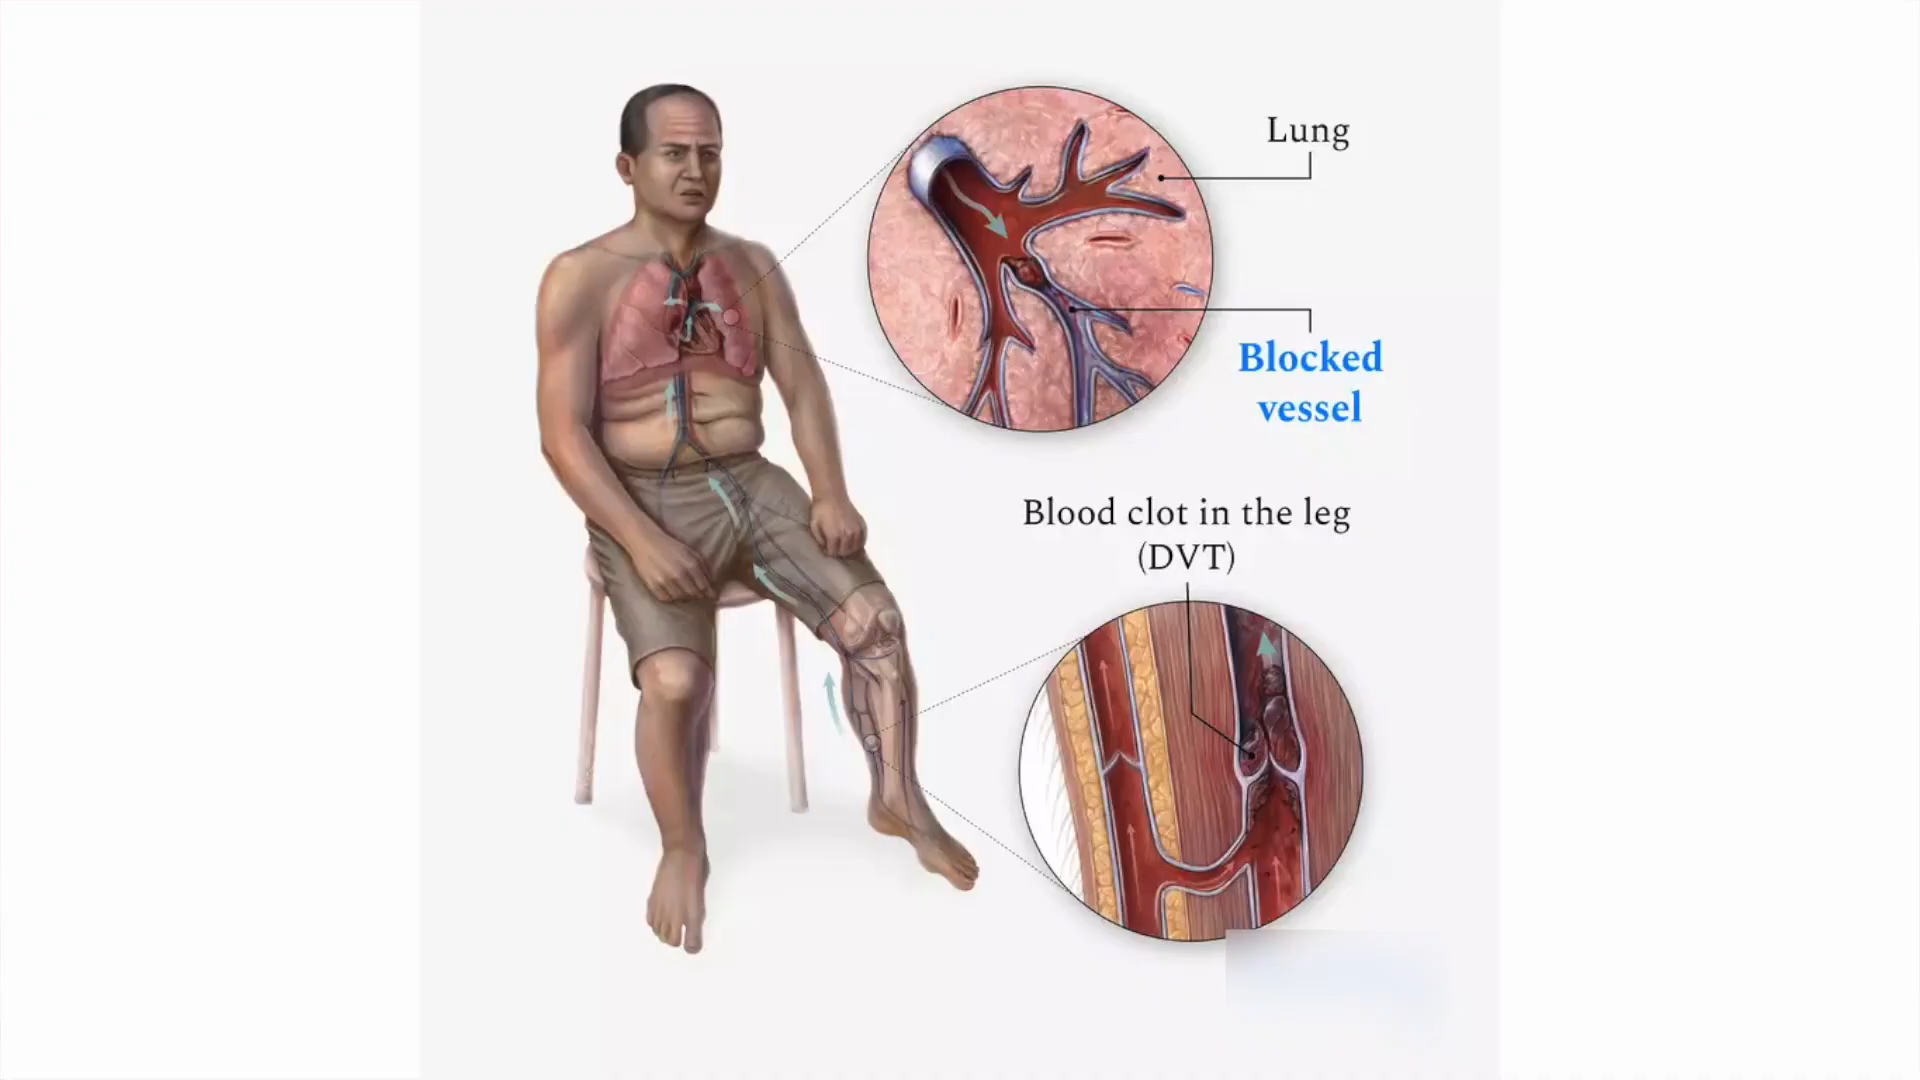 Lung
Blocked
vessel
Blood clot in the leg
(DVT)